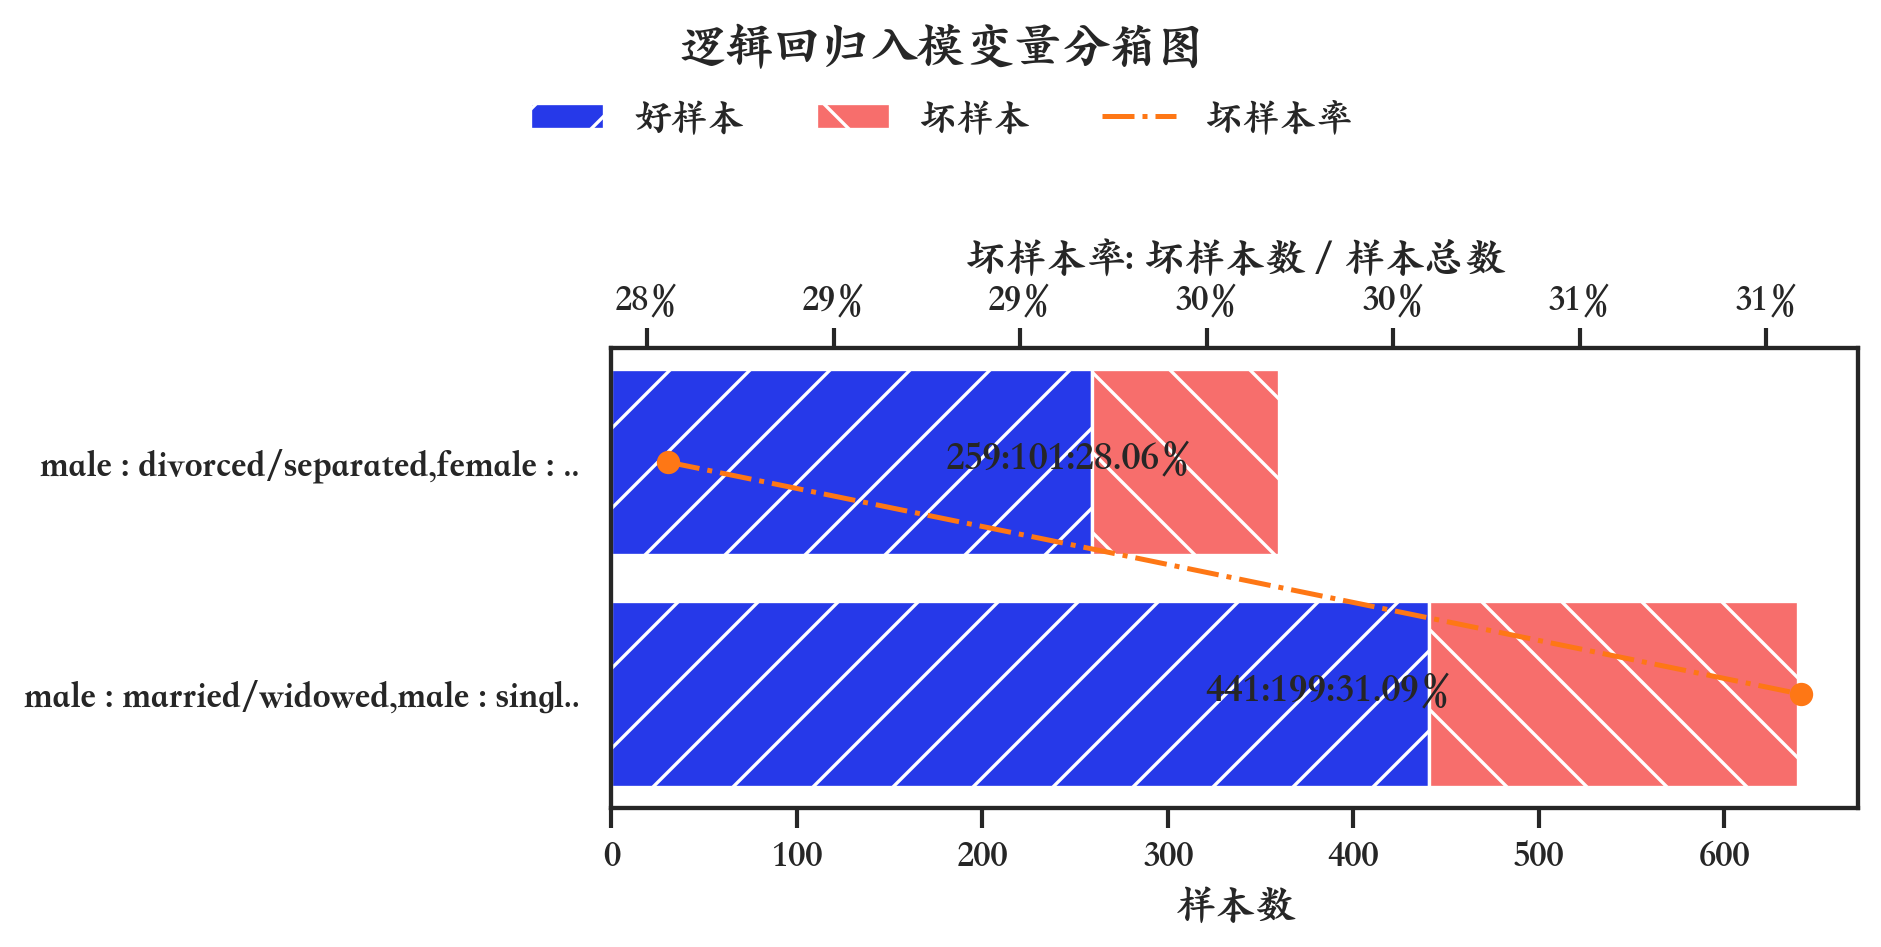 逻辑回归入模变量分箱图
好样本 坏样本 坏样本率
坏样本率: 坏样本数 / 样本总数
28% 29% 29% 30% 30% 31% 31%
male : divorced/separated,female : ..
259:101:28.06%
male : married/widowed,male : singl..
441:199:31.09%
0 100 200 300 400 500 600
样本数